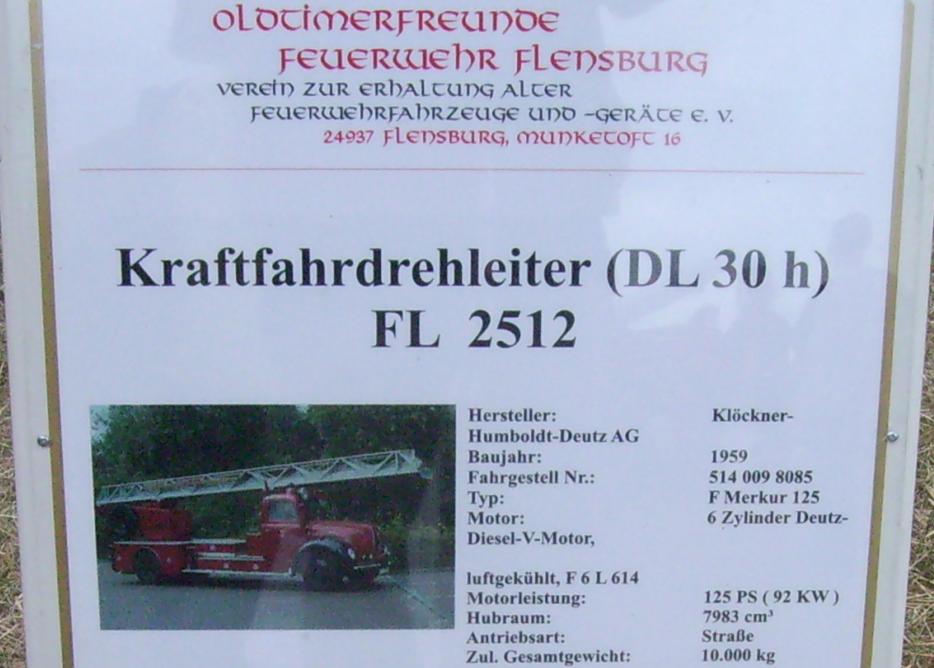 OLDTIMERFREUNDE
FEUERWEHR FLENSBURG
VEREIN ZUR ERHALTUNG ALTER
FEUERWEHRFAHRZEUGE UND -GERÄTE E. V.
24937 FLENSBURG, MUNKETOFT 16
Kraftfahrdrehleiter (DL 30 h)
FL 2512
Hersteller: Klöckner-
Humboldt-Deutz AG
Baujahr: 1959
Fahrgestell Nr.: 514 009 8085
Typ: F Merkur 125
Motor: 6 Zylinder Deutz-
Diesel-V-Motor,
luftgekühlt, F 6 L 614
Motorleistung: 125 PS ( 92 KW )
Hubraum: 7983 cm³
Antriebsart: Straße
Zul. Gesamtgewicht: 10.000 kg